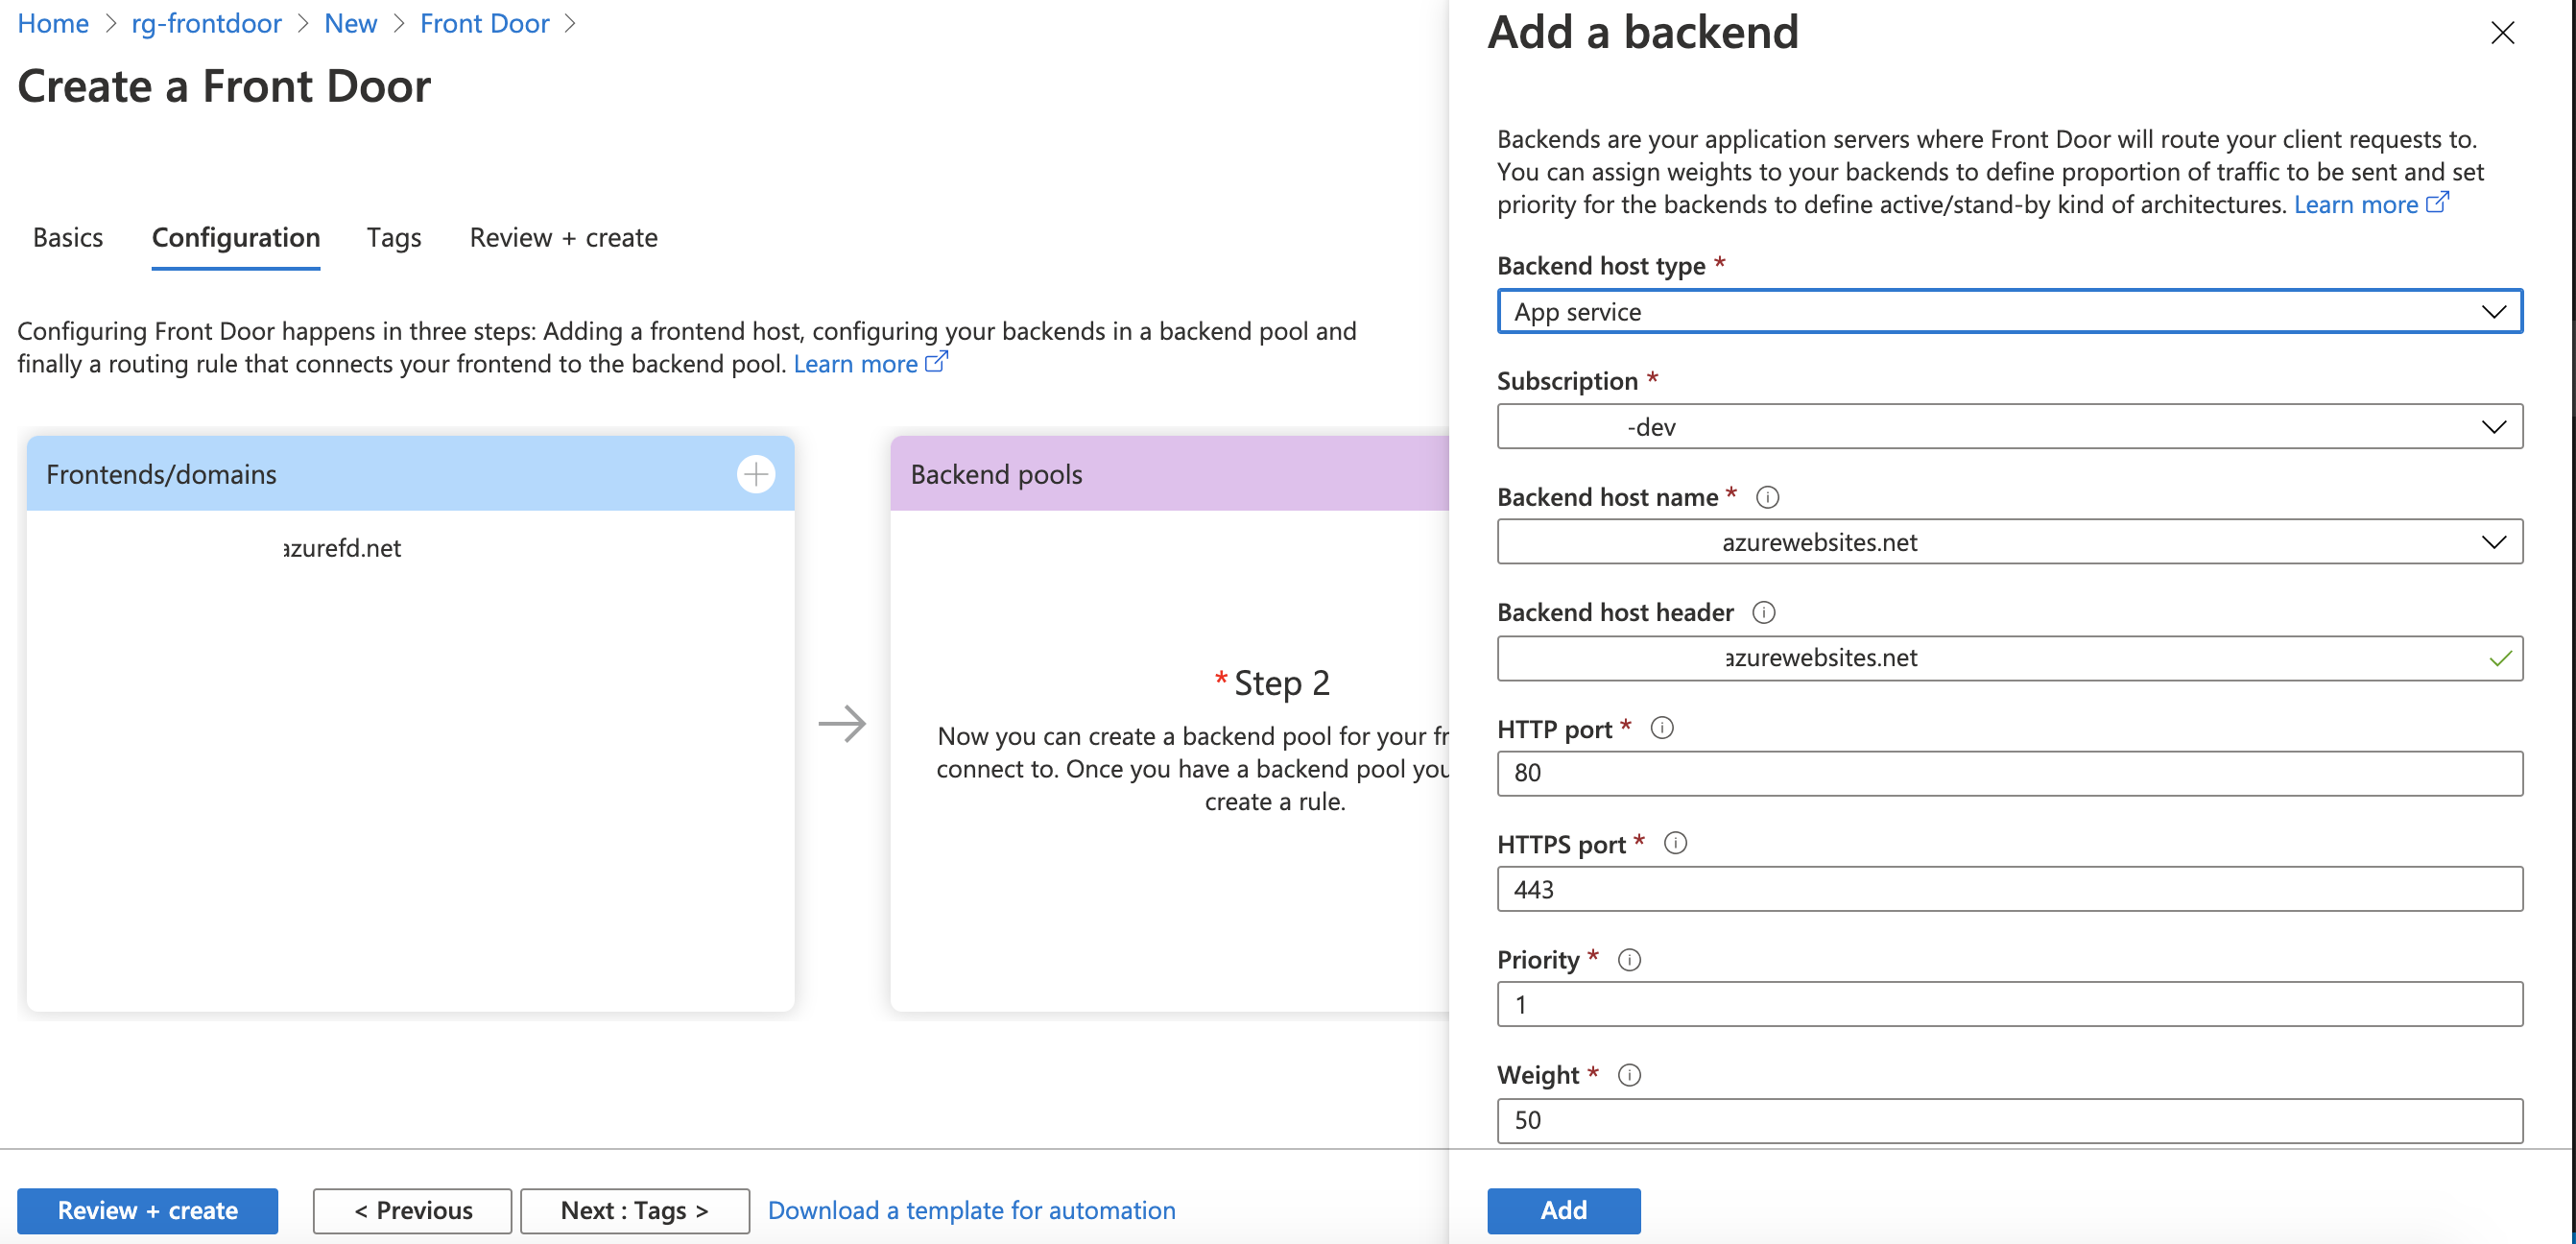 Home > rg-frontdoor > New > Front Door >
Create a Front Door
Basics Configuration Tags Review + create
Configuring Front Door happens in three steps: Adding a frontend host, configuring your backends in a backend pool and
finally a routing rule that connects your frontend to the backend pool. Learn more
Frontends/domains
azurefd.net
Backend pools
* Step 2
Now you can create a backend pool for your fr
connect to. Once you have a backend pool you
create a rule.
Review + create
< Previous
Next : Tags >
Download a template for automation
Add a backend
Backends are your application servers where Front Door will route your client requests to.
You can assign weights to your backends to define proportion of traffic to be sent and set
priority for the backends to define active/stand-by kind of architectures. Learn more
Backend host type *
App service
Subscription *
-dev
Backend host name *
azurewebsites.net
Backend host header
azurewebsites.net
HTTP port *
80
HTTPS port *
443
Priority *
1
Weight *
50
Add